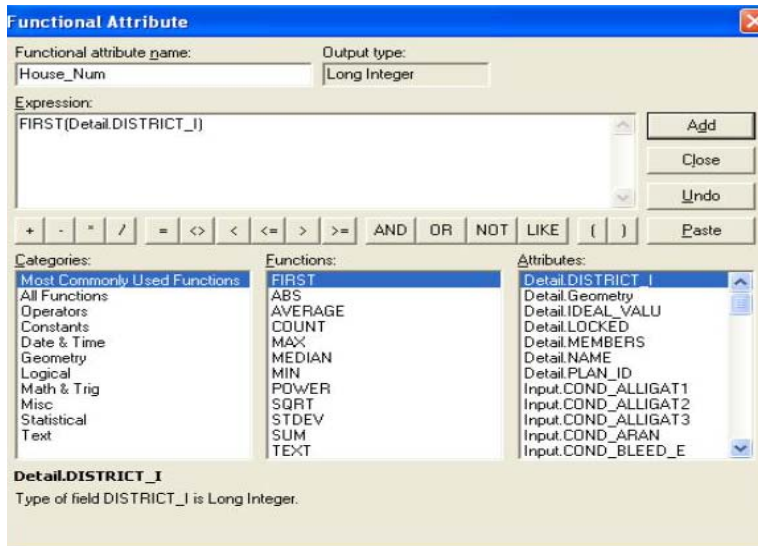 Functional Attribute
Functional attribute name: Output type:
House_Num Long Integer
Expression:
FIRST(Detail.DISTRICT_I)
Add
Close
Undo
+ - * / = <> < <= > >= AND OR NOT LIKE ( ) Paste
Categories: Functions: Attributes:
Most Commonly Used Functions FIRST Detail.DISTRICT_I
All Functions ABS Detail.Geometry
Operators AVERAGE Detail.IDEAL_VALU
Constants COUNT Detail.LOCKED
Date & Time MAX Detail.MEMBERS
Geometry MEDIAN Detail.NAME
Logical MIN Detail.PLAN_ID
Math & Trig POWER Input.COND_ALLIGAT1
Misc SQRT Input.COND_ALLIGAT2
Statistical STDEV Input.COND_ALLIGAT3
Text SUM Input.COND_ARAN
TEXT Input.COND_BLEED_E
Detail.DISTRICT_I
Type of field DISTRICT_I is Long Integer.